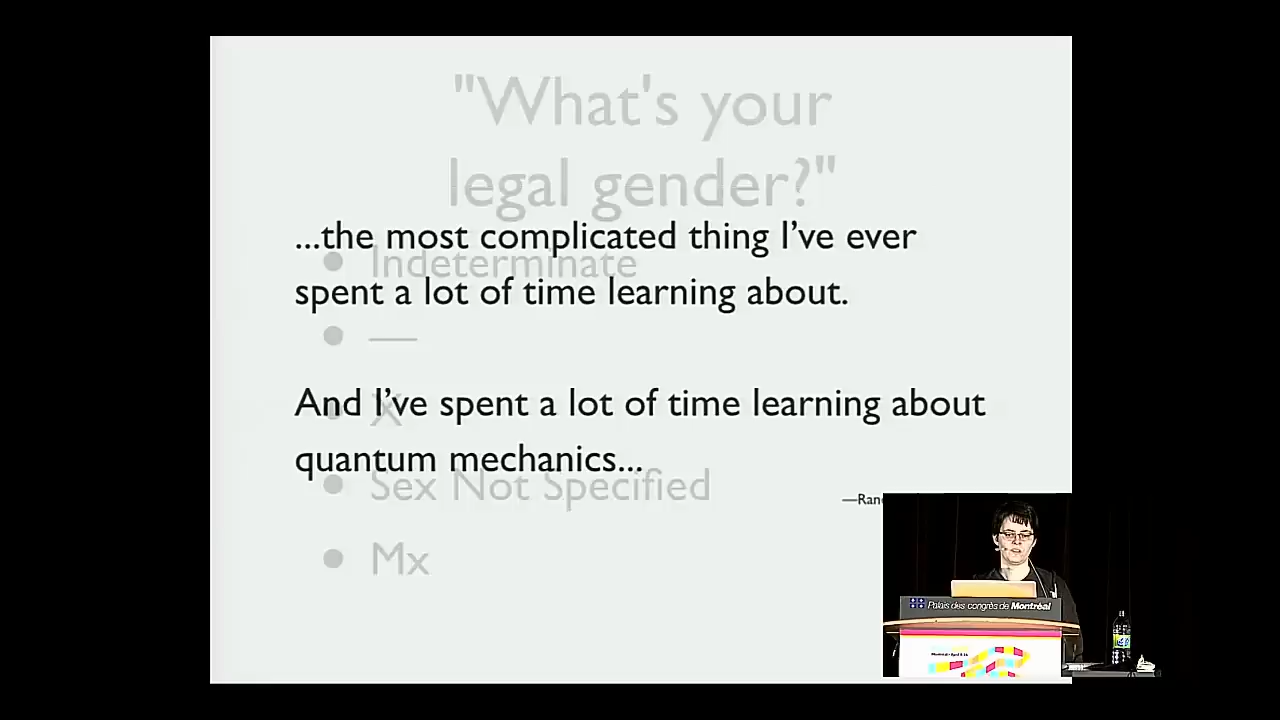 "What's your
legal gender?"
...the most complicated thing I've ever
Indeterminate
spent a lot of time learning about.
—
And I've spent a lot of time learning about
X
quantum mechanics...
Sex Not Specified
Mx
Palais des congrès de Montréal